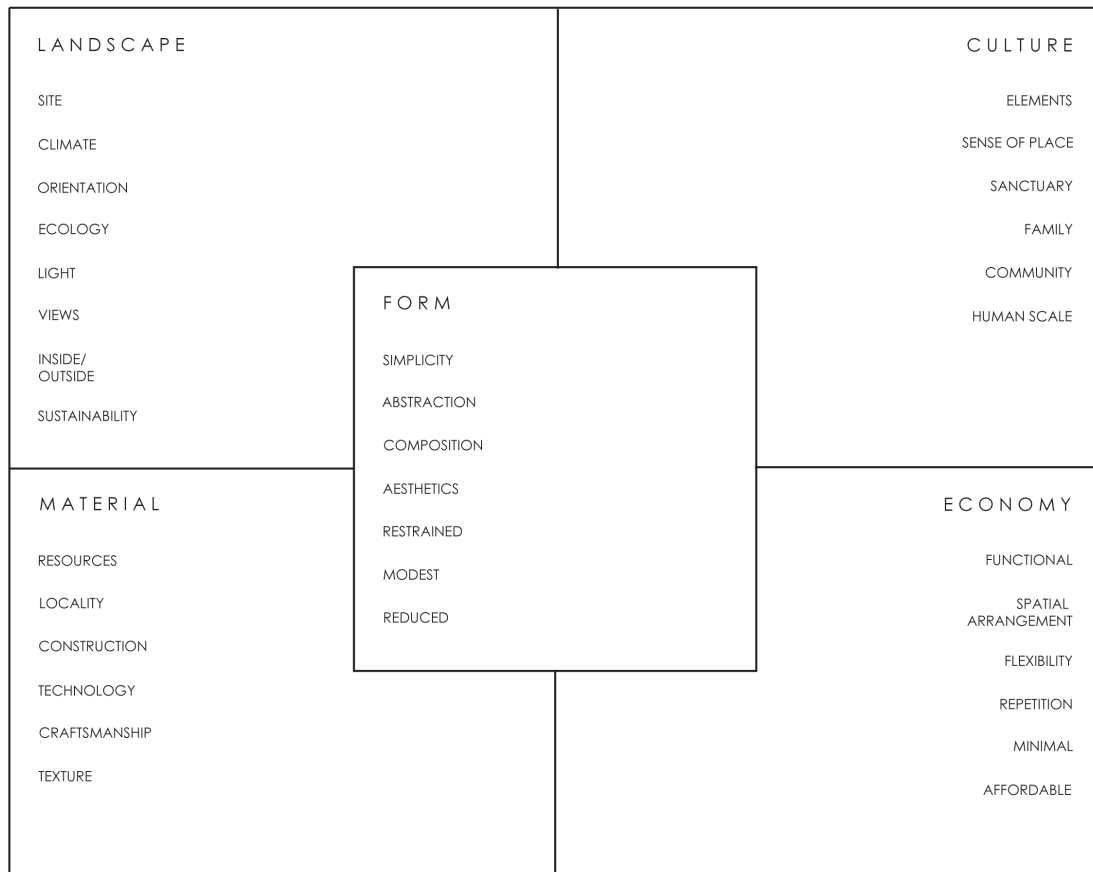 LANDSCAPE
SITE
CLIMATE
ORIENTATION
ECOLOGY
LIGHT
VIEWS
INSIDE/
OUTSIDE
SUSTAINABILITY
CULTURE
ELEMENTS
SENSE OF PLACE
SANCTUARY
FAMILY
COMMUNITY
HUMAN SCALE
FORM
SIMPLICITY
ABSTRACTION
COMPOSITION
AESTHETICS
RESTRAINED
MODEST
REDUCED
MATERIAL
RESOURCES
LOCALITY
CONSTRUCTION
TECHNOLOGY
CRAFTSMANSHIP
TEXTURE
ECONOMY
FUNCTIONAL
SPATIAL
ARRANGEMENT
FLEXIBILITY
REPETITION
MINIMAL
AFFORDABLE